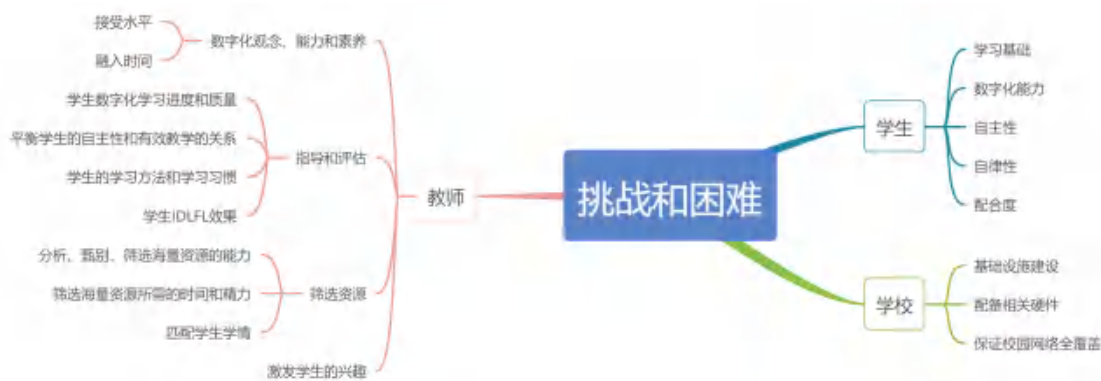 挑战和困难
教师
数字化观念、能力和素养
接受水平
融入时间
指导和评估
学生数字化学习进度和质量
平衡学生的自主性和有效教学的关系
学生的学习方法和学习习惯
学生IDLFL效果
筛选资源
分析、甄别、筛选海量资源的能力
筛选海量资源所需的时间和精力
匹配学生学情
激发学生的兴趣
学生
学习基础
数字化能力
自主性
自律性
配合度
学校
基础设施建设
配备相关硬件
保证校园网络全覆盖